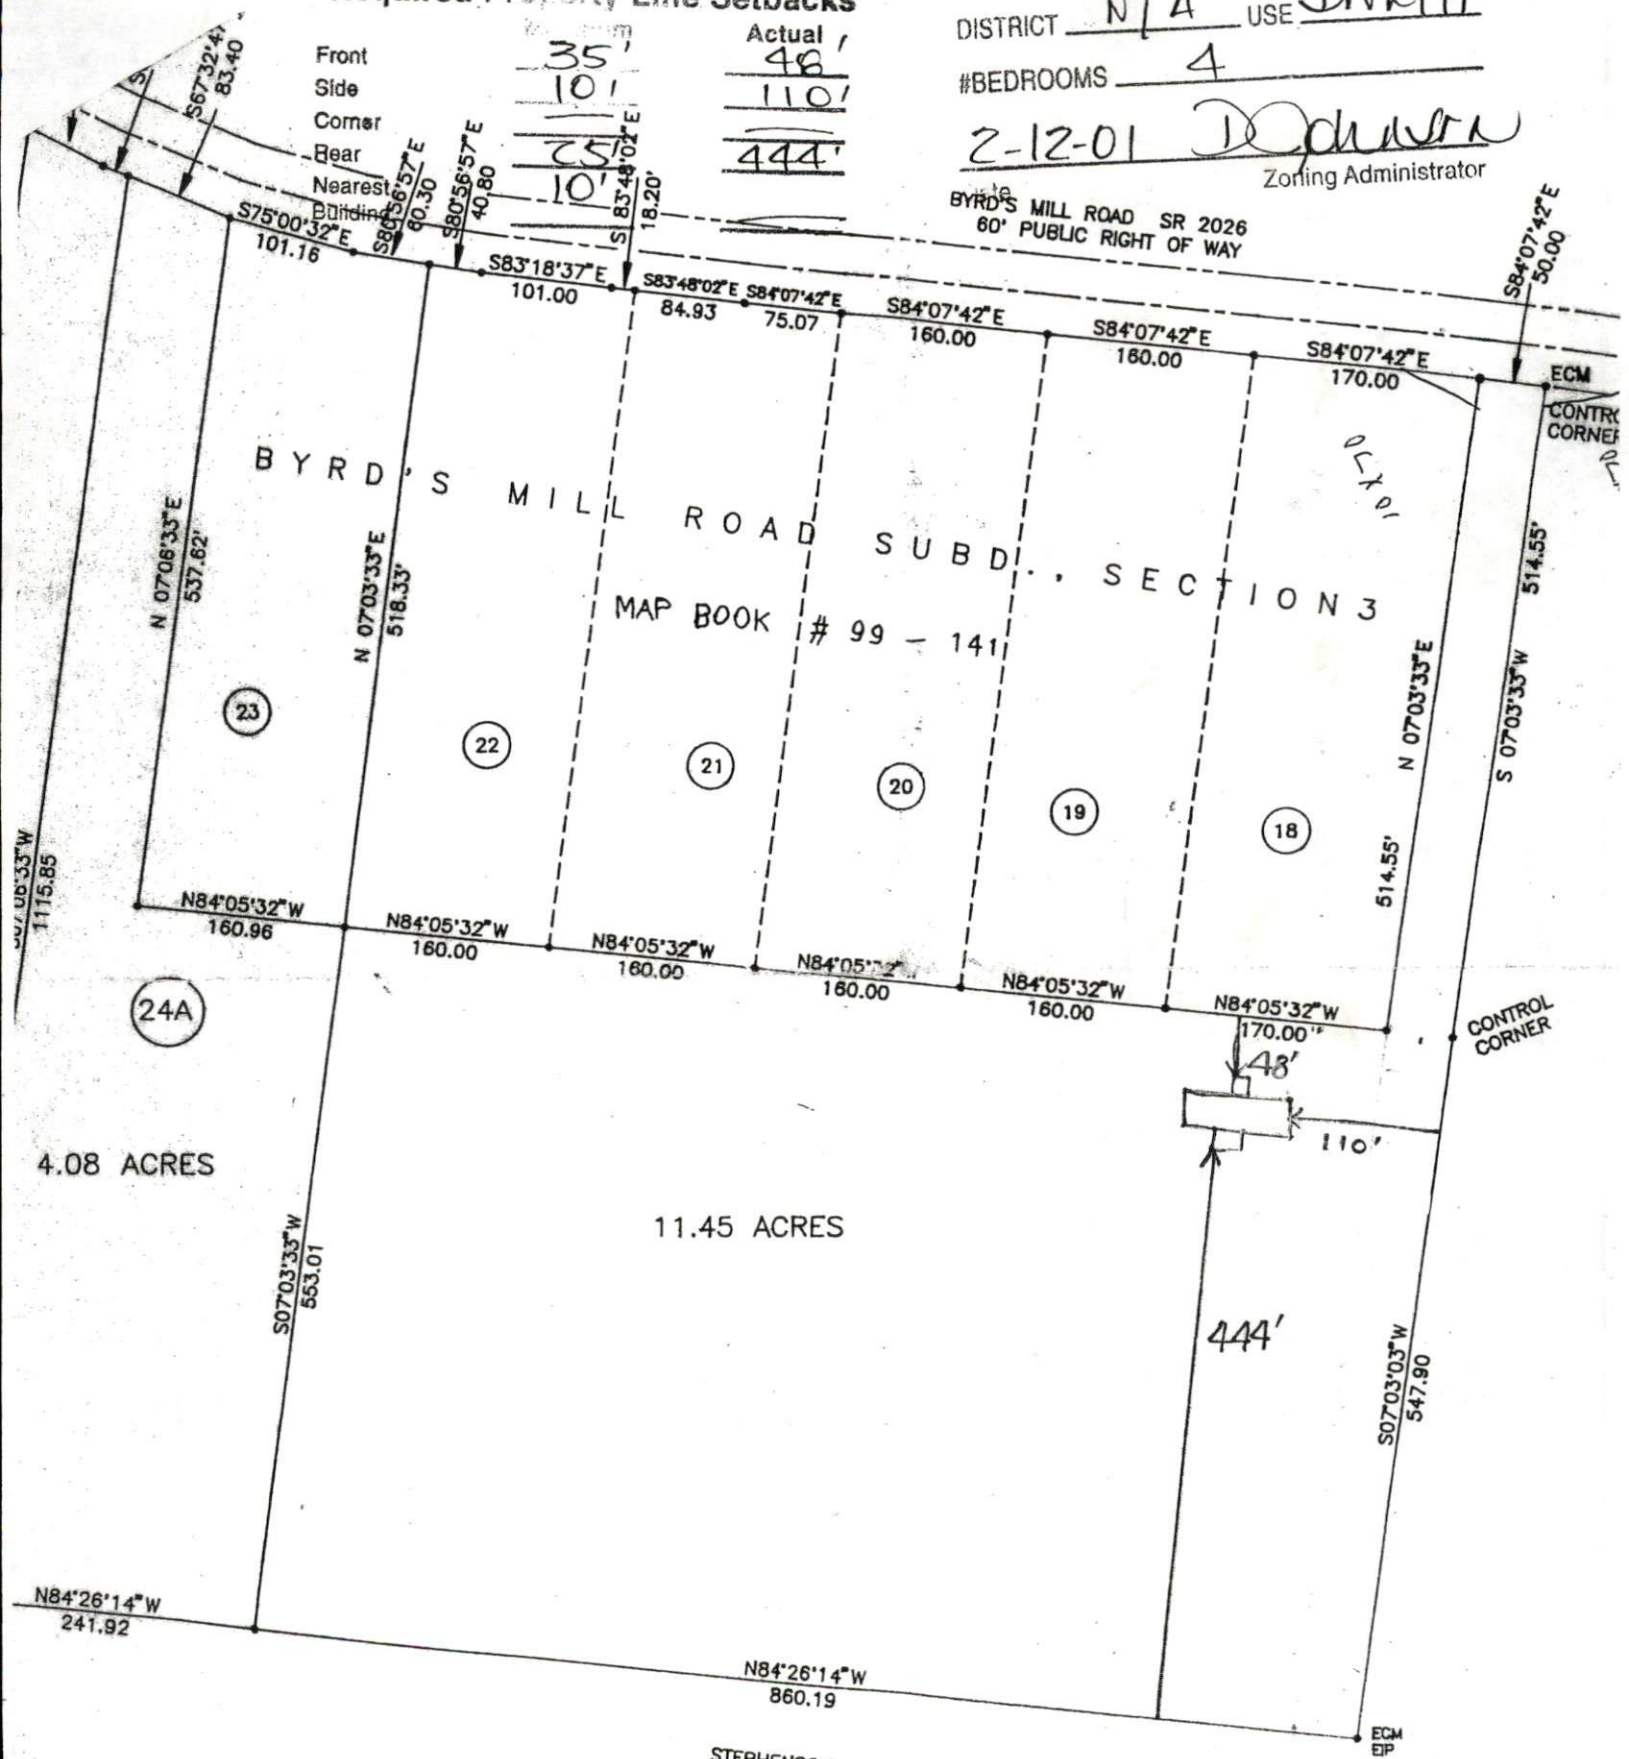 Required Property Line Setbacks
Actual
Front 35' 48'
Side 10' 110'
Corner
Rear 25' 444'
Nearest 10'
Building
DISTRICT N/A USE
#BEDROOMS 4
2-12-01 D Johnson
Zoning Administrator
BYRD'S MILL ROAD SR 2026
60' PUBLIC RIGHT OF WAY
83.40
S75°00'32"E
101.16
S80°56'57"E
60.30
S80°56'57"E
40.80
S83°18'37"E
101.00
S 83°48'02"E
18.20'
S83°48'02"E
84.93
S84°07'42"E
75.07
S84°07'42"E
160.00
S84°07'42"E
160.00
S84°07'42"E
170.00
S84°07'42"E
50.00
ECM
CONTRO
CORNER
BYRD'S MILL ROAD SUBD., SECTION 3
MAP BOOK # 99 - 141
N 07°06'33"E
537.62'
N 07°03'33"E
518.33'
N 07°03'33"E
514.55'
S 07°03'33"W
514.55'
23
22
21
20
19
18
1115.85
N84°05'32"W
160.96
N84°05'32"W
160.00
N84°05'32"W
160.00
N84°05'32"
160.00
N84°05'32"W
160.00
N84°05'32"W
170.00
CONTROL
CORNER
24A
48'
110'
4.08 ACRES
11.45 ACRES
S07°03'33"W
553.01
444'
S07°03'03"W
547.90
N84°26'14"W
241.92
N84°26'14"W
860.19
ECM
EIP